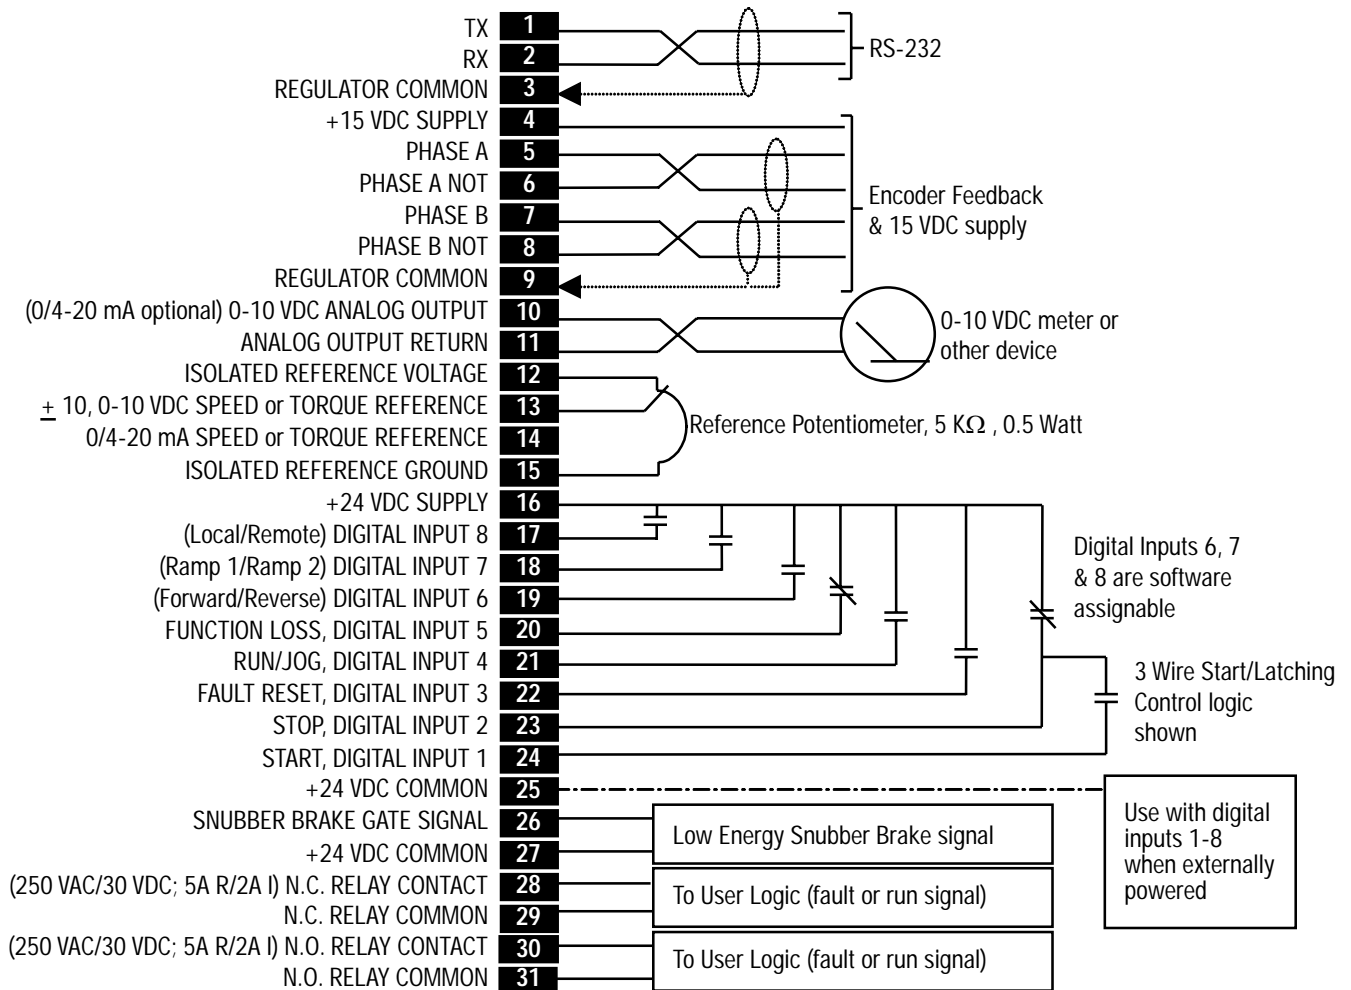 TX 1
RX 2
RS-232
REGULATOR COMMON 3
+15 VDC SUPPLY 4
PHASE A 5
PHASE A NOT 6
PHASE B 7
PHASE B NOT 8
REGULATOR COMMON 9
Encoder Feedback
& 15 VDC supply
(0/4-20 mA optional) 0-10 VDC ANALOG OUTPUT 10
ANALOG OUTPUT RETURN 11
0-10 VDC meter or
other device
ISOLATED REFERENCE VOLTAGE 12
± 10, 0-10 VDC SPEED or TORQUE REFERENCE 13
0/4-20 mA SPEED or TORQUE REFERENCE 14
ISOLATED REFERENCE GROUND 15
Reference Potentiometer, 5 KΩ , 0.5 Watt
+24 VDC SUPPLY 16
(Local/Remote) DIGITAL INPUT 8 17
(Ramp 1/Ramp 2) DIGITAL INPUT 7 18
(Forward/Reverse) DIGITAL INPUT 6 19
FUNCTION LOSS, DIGITAL INPUT 5 20
RUN/JOG, DIGITAL INPUT 4 21
FAULT RESET, DIGITAL INPUT 3 22
STOP, DIGITAL INPUT 2 23
START, DIGITAL INPUT 1 24
Digital Inputs 6, 7
& 8 are software
assignable
3 Wire Start/Latching
Control logic
shown
+24 VDC COMMON 25
Use with digital
inputs 1-8
when externally
powered
SNUBBER BRAKE GATE SIGNAL 26
+24 VDC COMMON 27
Low Energy Snubber Brake signal
(250 VAC/30 VDC; 5A R/2A I) N.C. RELAY CONTACT 28
N.C. RELAY COMMON 29
To User Logic (fault or run signal)
(250 VAC/30 VDC; 5A R/2A I) N.O. RELAY CONTACT 30
N.O. RELAY COMMON 31
To User Logic (fault or run signal)